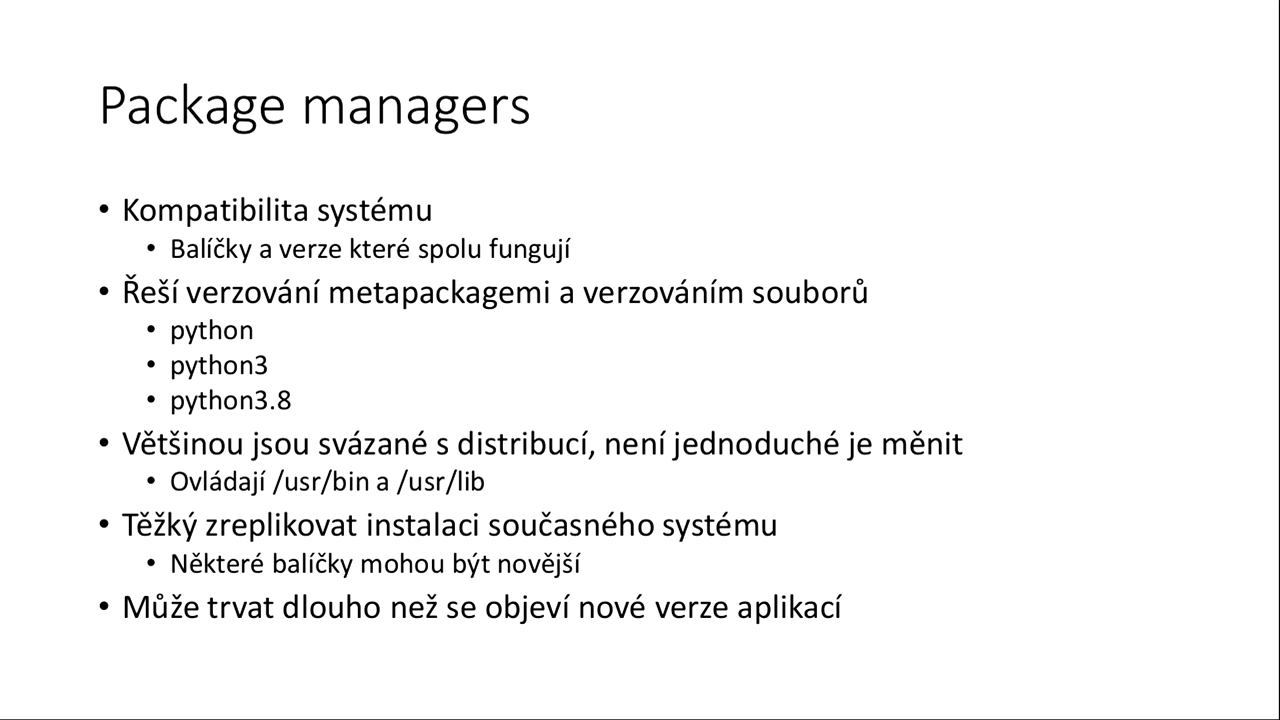 Package managers
• Kompatibilita systému
• Balíčky a verze které spolu fungují
• Řeší verzování metapackagemi a verzováním souborů
• python
• python3
• python3.8
• Většinou jsou svázané s distribucí, není jednoduché je měnit
• Ovládají /usr/bin a /usr/lib
• Těžký zreplikovat instalaci současného systému
• Některé balíčky mohou být novější
• Může trvat dlouho než se objeví nové verze aplikací